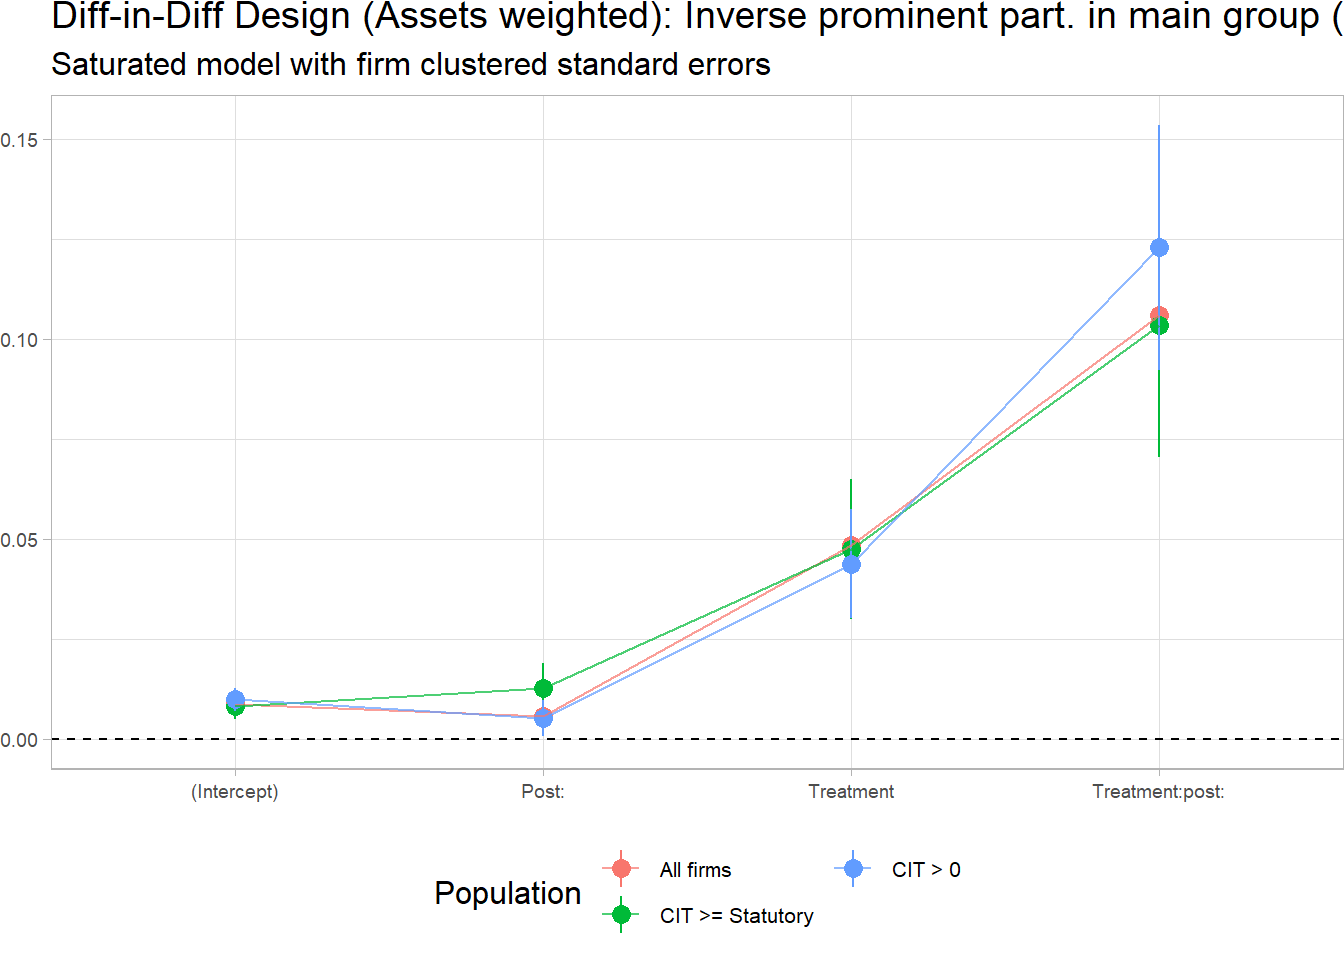 Diff-in-Diff Design (Assets weighted): Inverse prominent part. in main group (
Saturated model with firm clustered standard errors
0.15
0.10
0.05
0.00
(Intercept) Post: Treatment Treatment:post:
Population
All firms CIT > 0
CIT >= Statutory